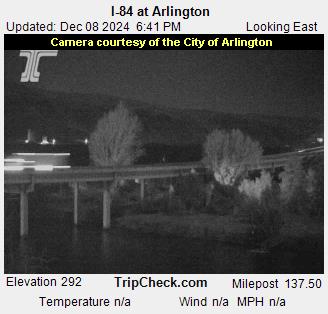 I-84 at Arlington
Updated: Dec 08 2024 6:41 PM Looking East
Camera courtesy of the City of Arlington
Elevation 292 TripCheck.com Milepost 137.50
Temperature n/a Wind n/a MPH n/a